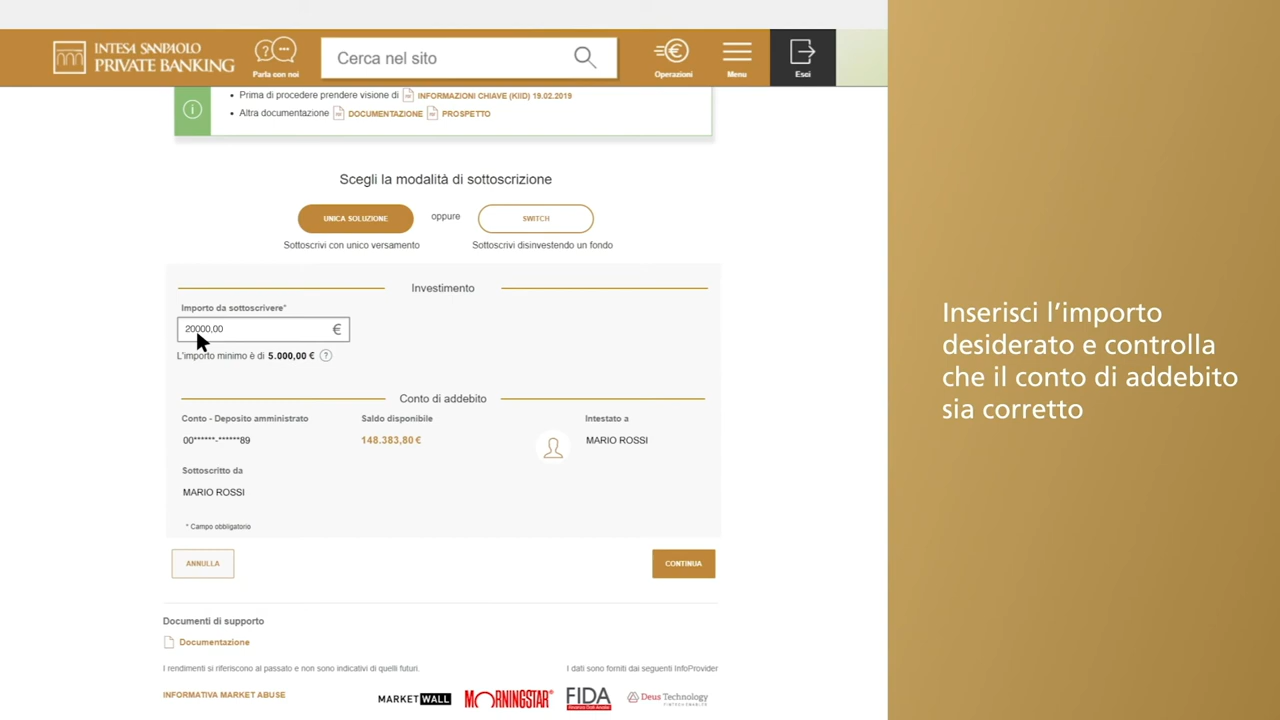 INTESA SANPAOLO
PRIVATE BANKING
Parla con noi
Cerca nel sito
Operazioni
Menu
Esci
• Prima di procedere prendere visione di INFORMAZIONI CHIAVE (KIID) 19.02.2019
• Altra documentazione DOCUMENTAZIONE PROSPETTO
Scegli la modalità di sottoscrizione
UNICA SOLUZIONE oppure SWITCH
Sottoscrivi con unico versamento Sottoscrivi disinvestendo un fondo
Investimento
Importo da sottoscrivere*
20000,00 €
L'importo minimo è di 5.000,00 € ?
Conto di addebito
Conto - Deposito amministrato Saldo disponibile Intestato a
00******-******89 148.383,80 € MARIO ROSSI
Sottoscritto da
MARIO ROSSI
* Campo obbligatorio
ANNULLA CONTINUA
Documenti di supporto
Documentazione
I rendimenti si riferiscono al passato e non sono indicativi di quelli futuri. I dati sono forniti dai seguenti InfoProvider
INFORMATIVA MARKET ABUSE MARKETWALL MORNINGSTAR FIDA Deus Technology
Inserisci l'importo
desiderato e controlla
che il conto di addebito
sia corretto